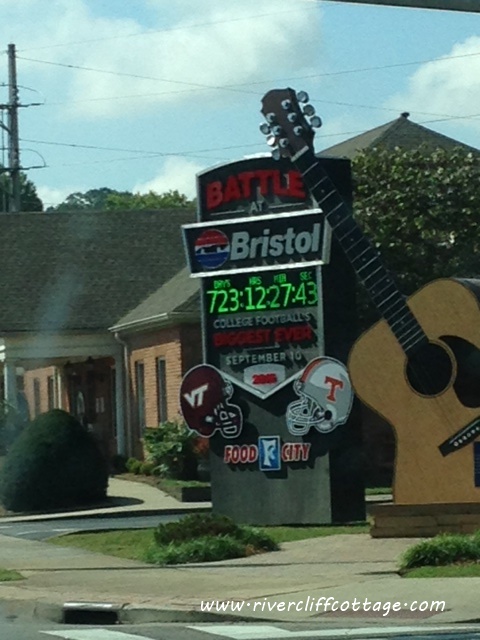 BATTLE
AT
Bristol
DAYS HRS MIN SEC
723:12:27:43
COLLEGE FOOTBALL'S
BIGGEST EVER
SEPTEMBER 10
2016
VT T
FOOD K CITY
www.rivercliffcottage.com